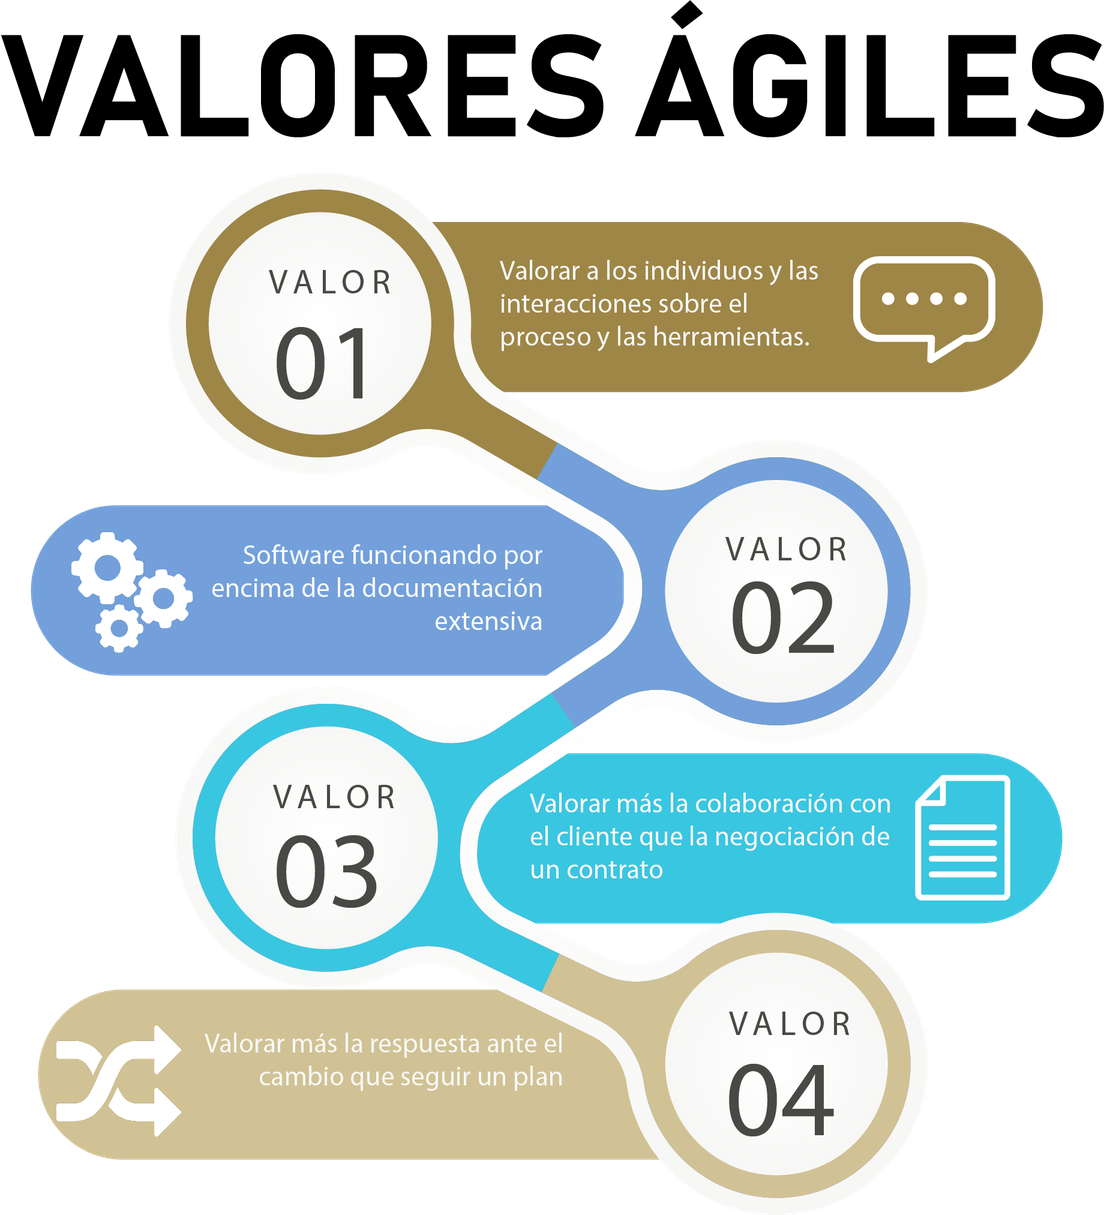 VALORES ÁGILES
VALOR
01
Valorar a los individuos y las
interacciones sobre el
proceso y las herramientas.
VALOR
02
Software funcionando por
encima de la documentación
extensiva
VALOR
03
Valorar más la colaboración con
el cliente que la negociación de
un contrato
VALOR
04
Valorar más la respuesta ante el
cambio que seguir un plan